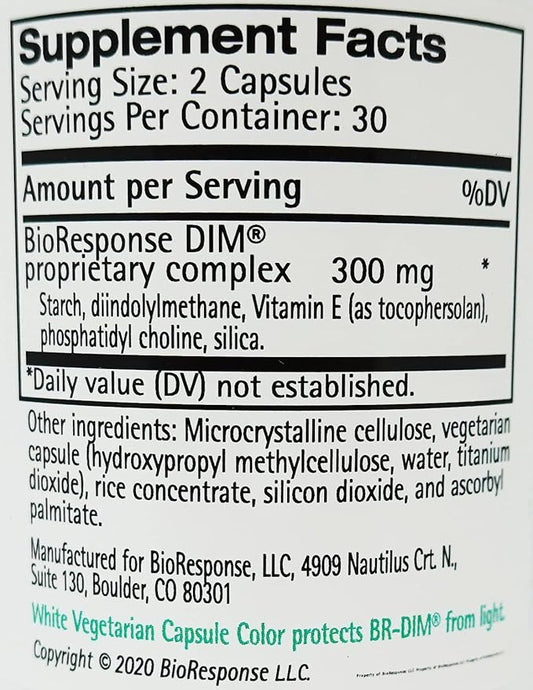 Supplement Facts
Serving Size: 2 Capsules
Servings Per Container: 30
Amount per Serving %DV
BioResponse DIM®
proprietary complex 300 mg *
Starch, diindolylmethane, Vitamin E (as tocophersolan),
phosphatidyl choline, silica.
*Daily value (DV) not established.
Other ingredients: Microcrystalline cellulose, vegetarian
capsule (hydroxypropyl methylcellulose, water, titanium
dioxide), rice concentrate, silicon dioxide, and ascorbyl
palmitate.
Manufactured for BioResponse, LLC, 4909 Nautilus Crt. N.,
Suite 130, Boulder, CO 80301
White Vegetarian Capsule Color protects BR-DIM® from light.
Copyright © 2020 BioResponse LLC.